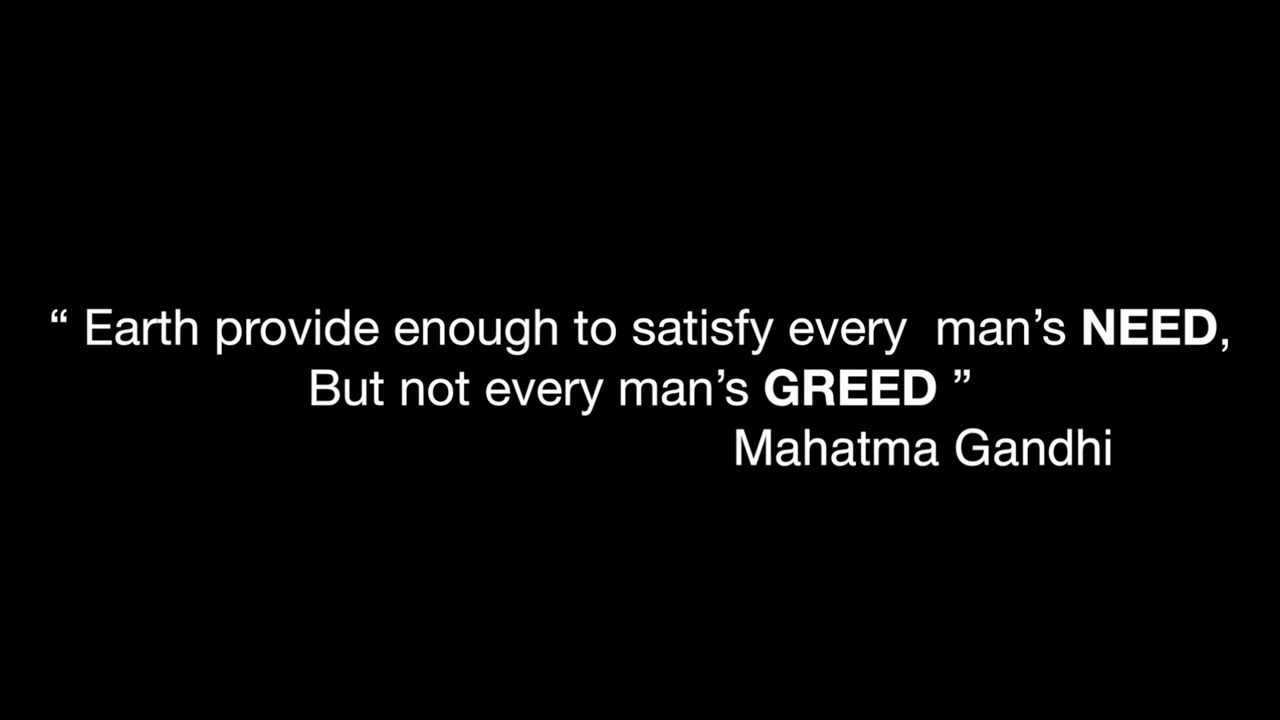 “ Earth provide enough to satisfy every  man’s NEED,
But not every man’s GREED ”
Mahatma Gandhi